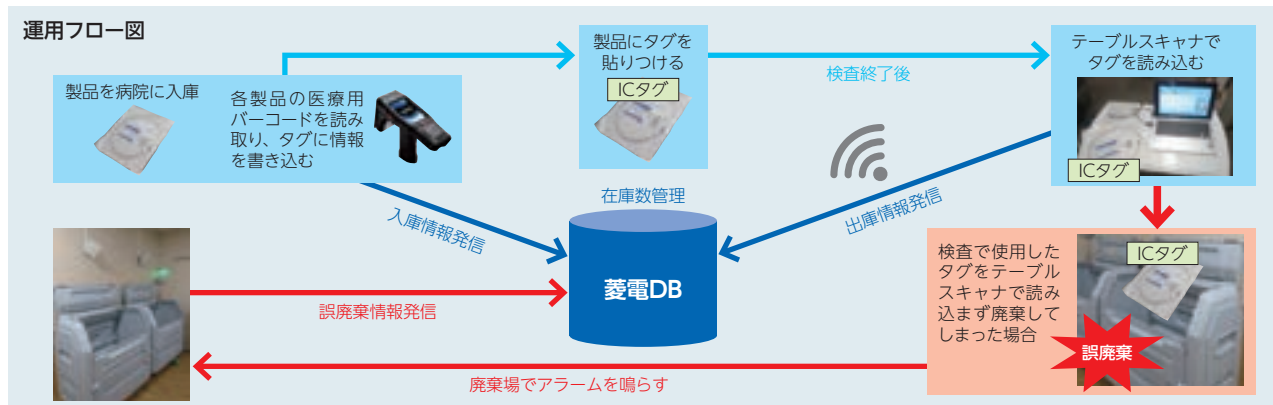 運用フロー図
製品を病院に入庫
各製品の医療用
バーコードを読み
取り、タグに情報
を書き込む
製品にタグを
貼りつける
ICタグ
検査終了後
テーブルスキャナで
タグを読み込む
ICタグ
入庫情報発信
在庫数管理
菱電DB
出庫情報発信
誤廃棄情報発信
検査で使用した
タグをテーブル
スキャナで読み
込まず廃棄して
しまった場合
ICタグ
誤廃棄
廃棄場でアラームを鳴らす